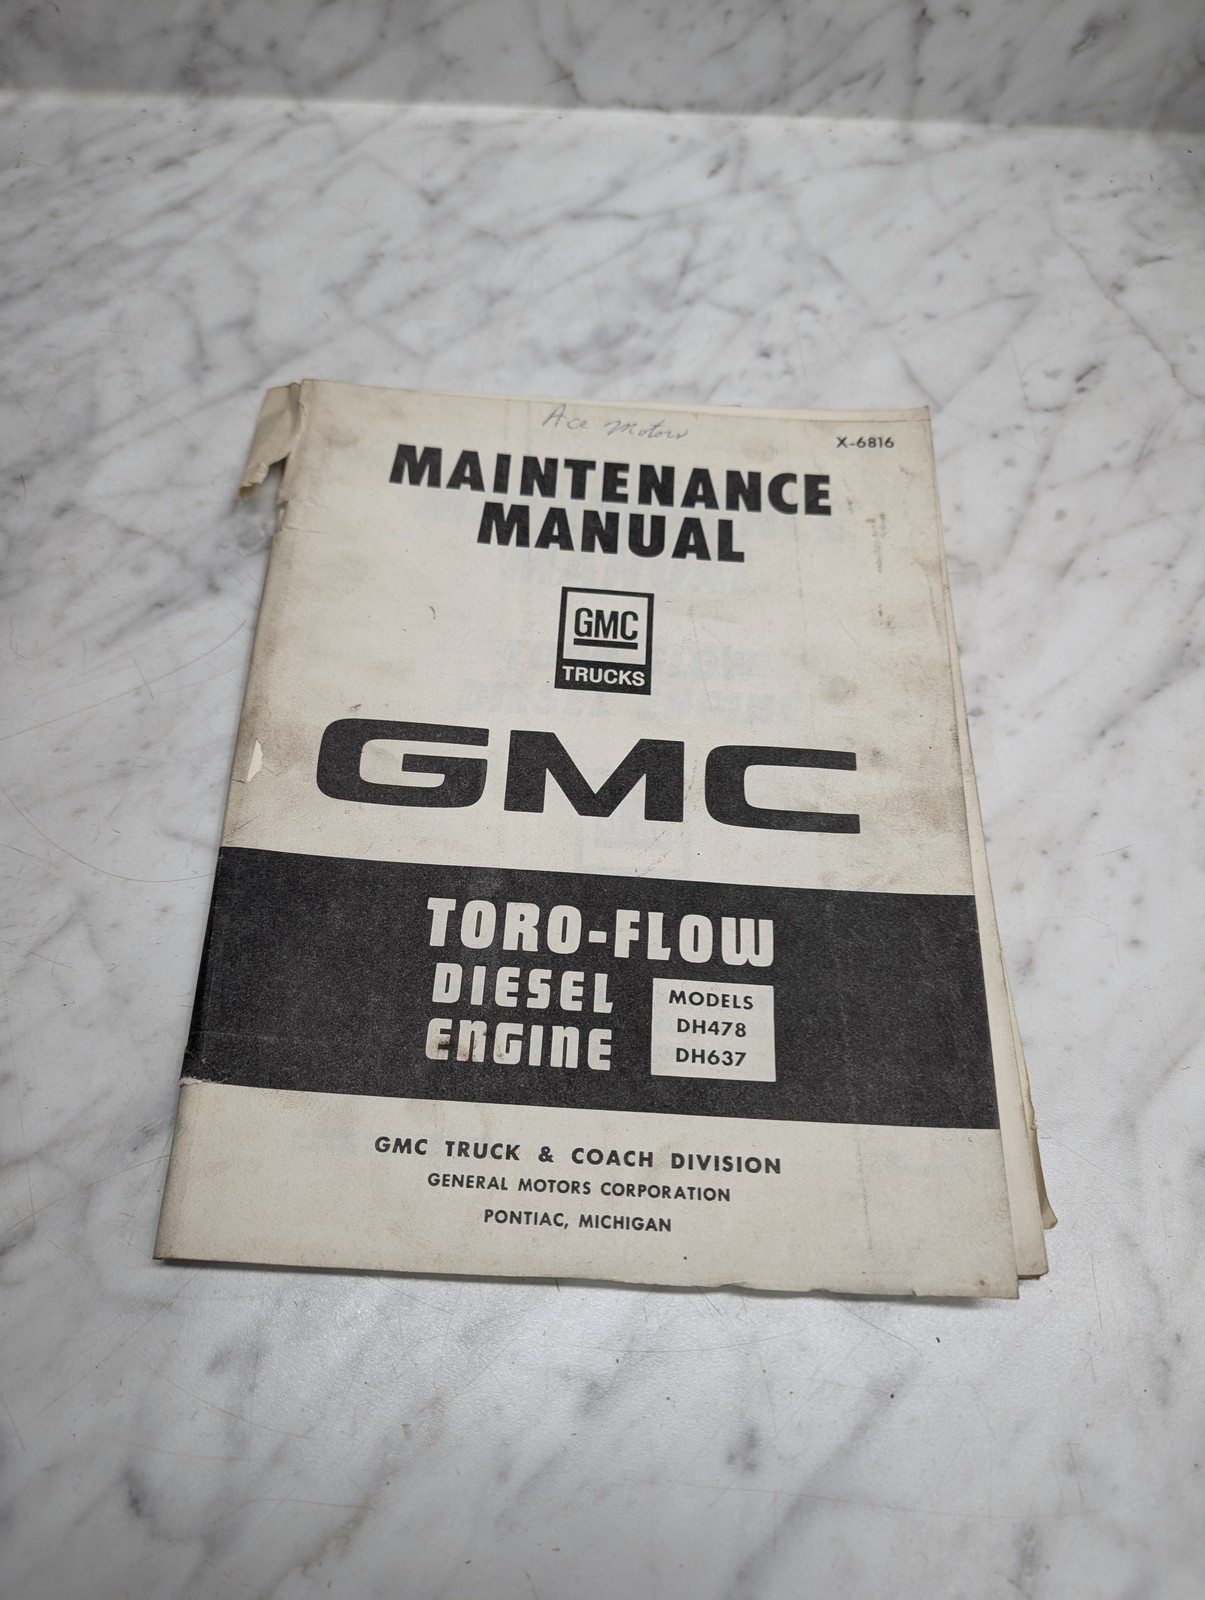 Ace Motors
X-6816
MAINTENANCE
MANUAL
GMC
TRUCKS
GMC
TORO-FLOW
DIESEL
ENGINE
MODELS
DH478
DH637
GMC TRUCK & COACH DIVISION
GENERAL MOTORS CORPORATION
PONTIAC, MICHIGAN